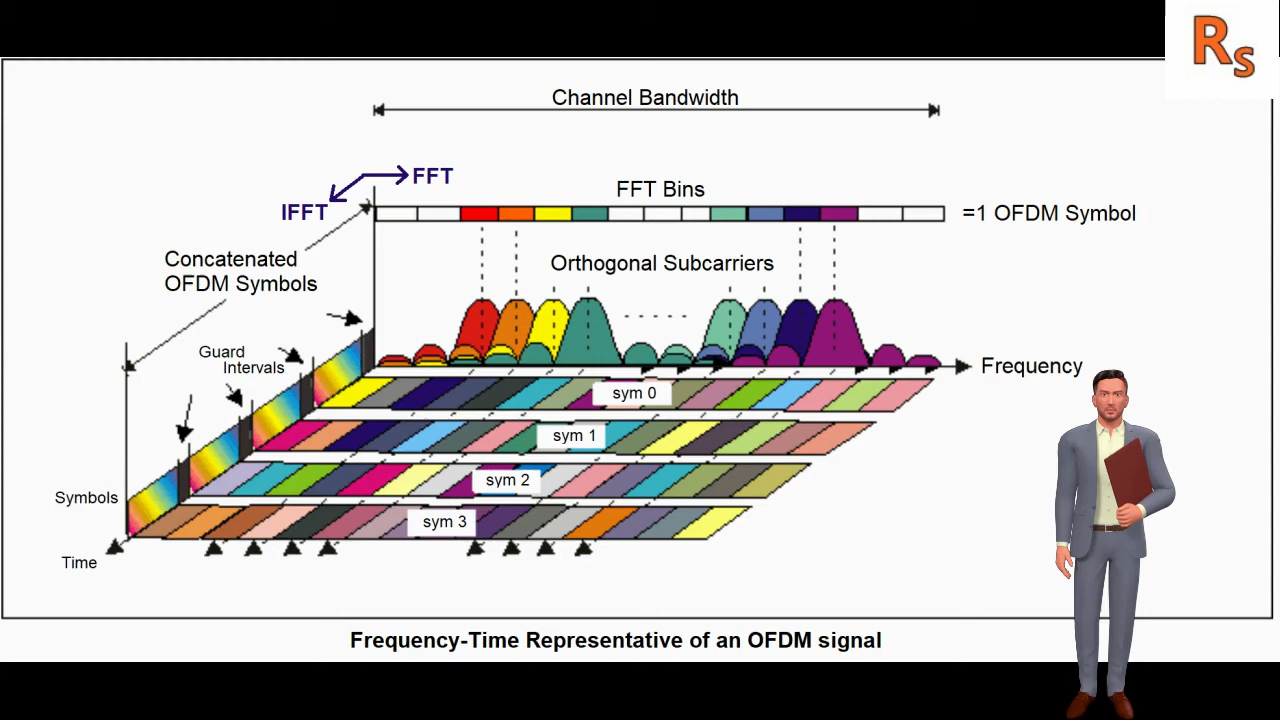 RS
Channel Bandwidth
FFT
IFFT
FFT Bins
=1 OFDM Symbol
Concatenated
OFDM Symbols
Orthogonal Subcarriers
Guard
Intervals
Frequency
sym 0
sym 1
sym 2
Symbols
sym 3
Time
Frequency-Time Representative of an OFDM signal